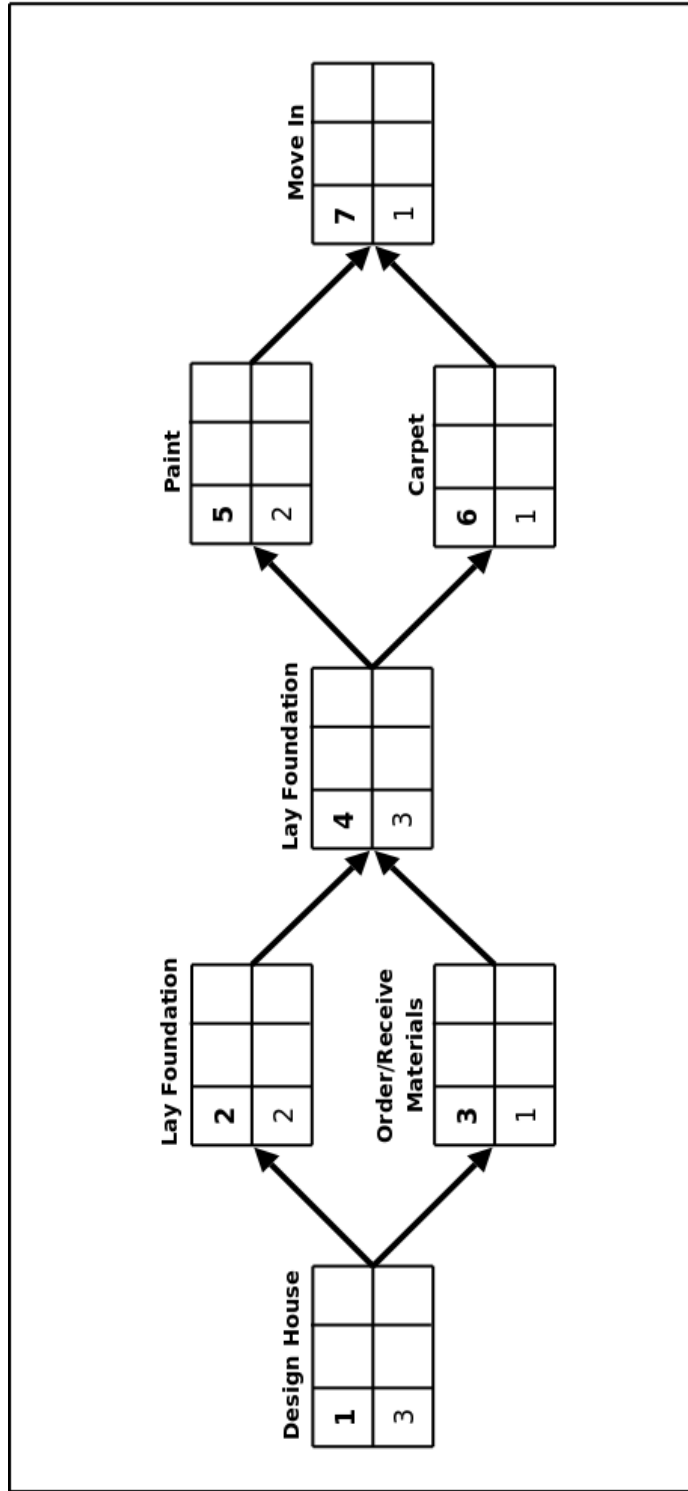 Design House
1
3
Lay Foundation
2
2
Order/Receive
Materials
3
1
Lay Foundation
4
3
Paint
5
2
Carpet
6
1
Move In
7
1